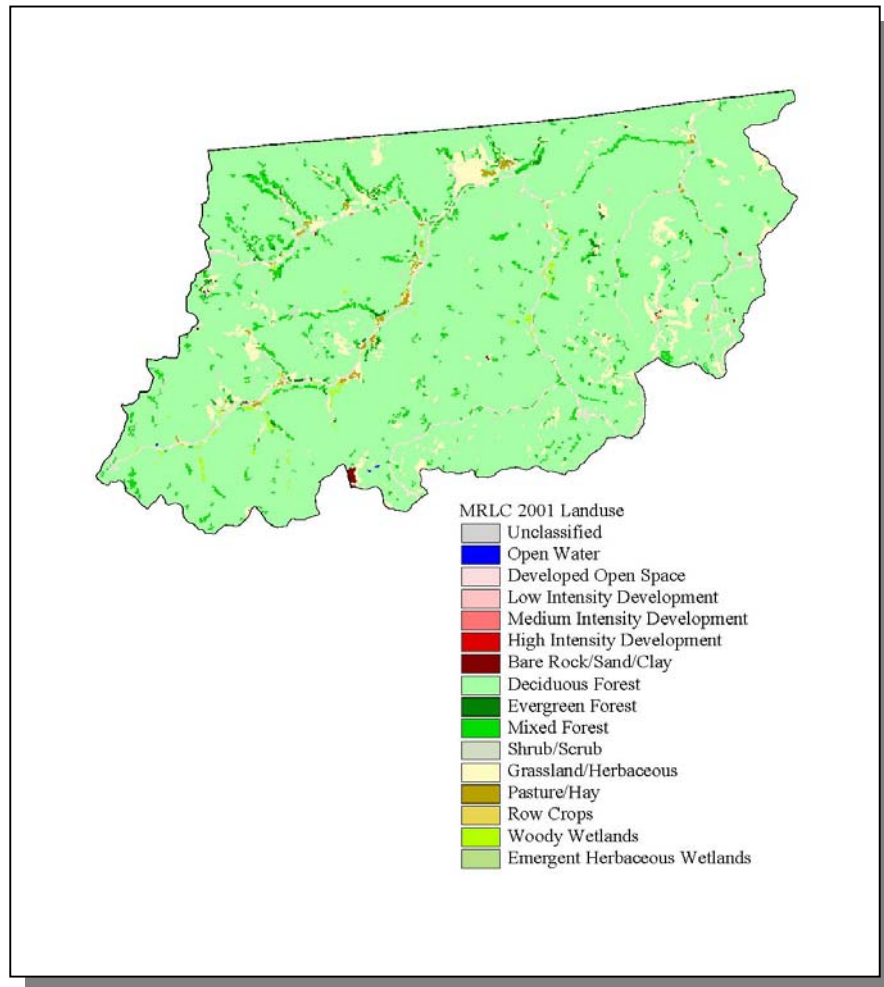 MRLC 2001 Landuse
Unclassified
Open Water
Developed Open Space
Low Intensity Development
Medium Intensity Development
High Intensity Development
Bare Rock/Sand/Clay
Deciduous Forest
Evergreen Forest
Mixed Forest
Shrub/Scrub
Grassland/Herbaceous
Pasture/Hay
Row Crops
Woody Wetlands
Emergent Herbaceous Wetlands